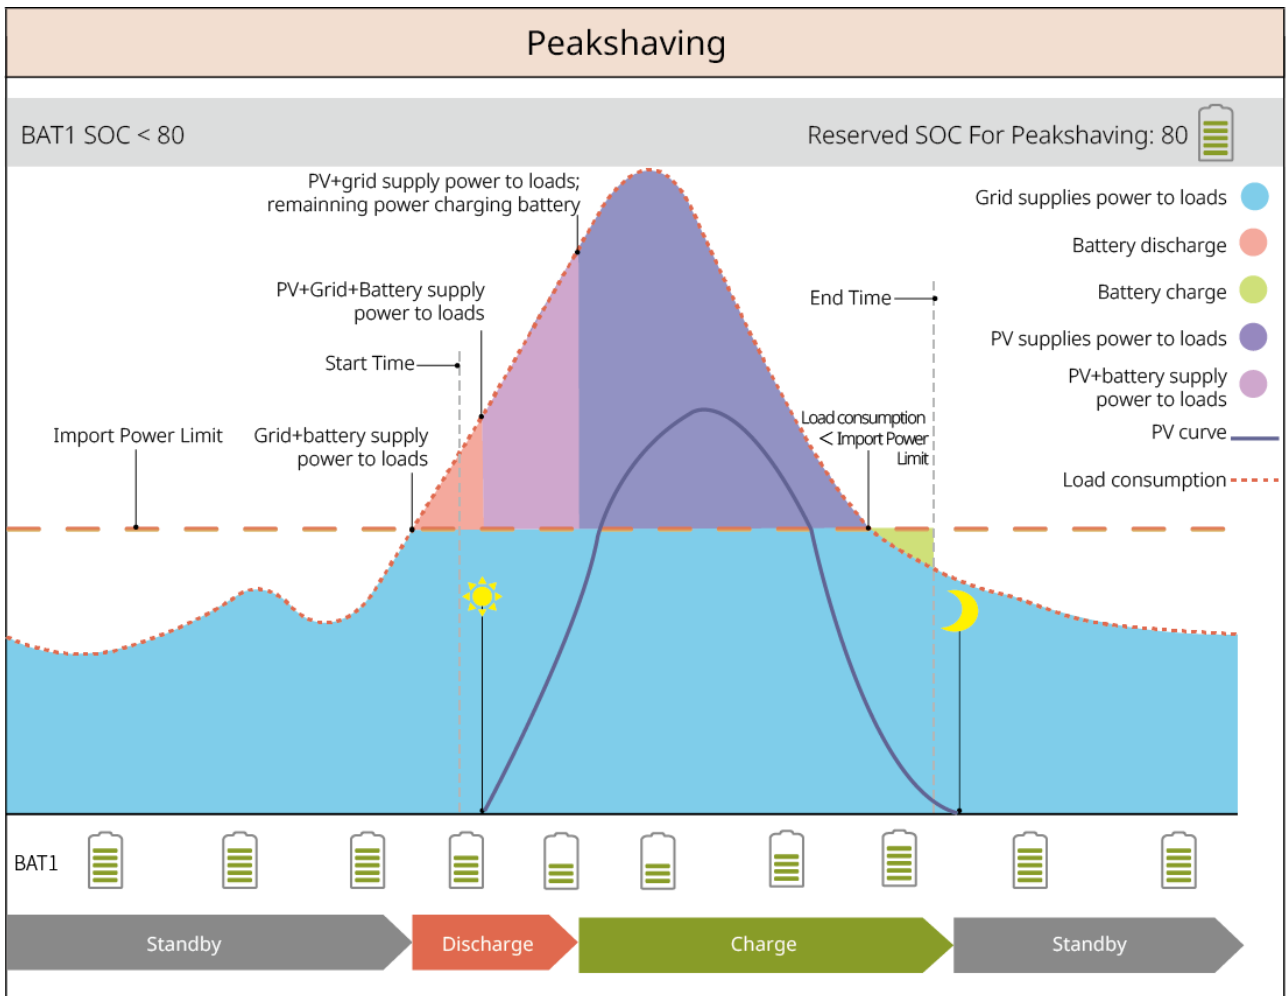 Peakshaving
BAT1 SOC < 80
Reserved SOC For Peakshaving: 80
PV+grid supply power to loads;
remainning power charging battery
Grid supplies power to loads
Battery discharge
PV+Grid+Battery supply
power to loads
End Time
Battery charge
Start Time
PV supplies power to loads
PV+battery supply
power to loads
Import Power Limit
Grid+battery supply
power to loads
Load consumption
< Import Power
Limit
PV curve
Load consumption
BAT1
Standby
Discharge
Charge
Standby